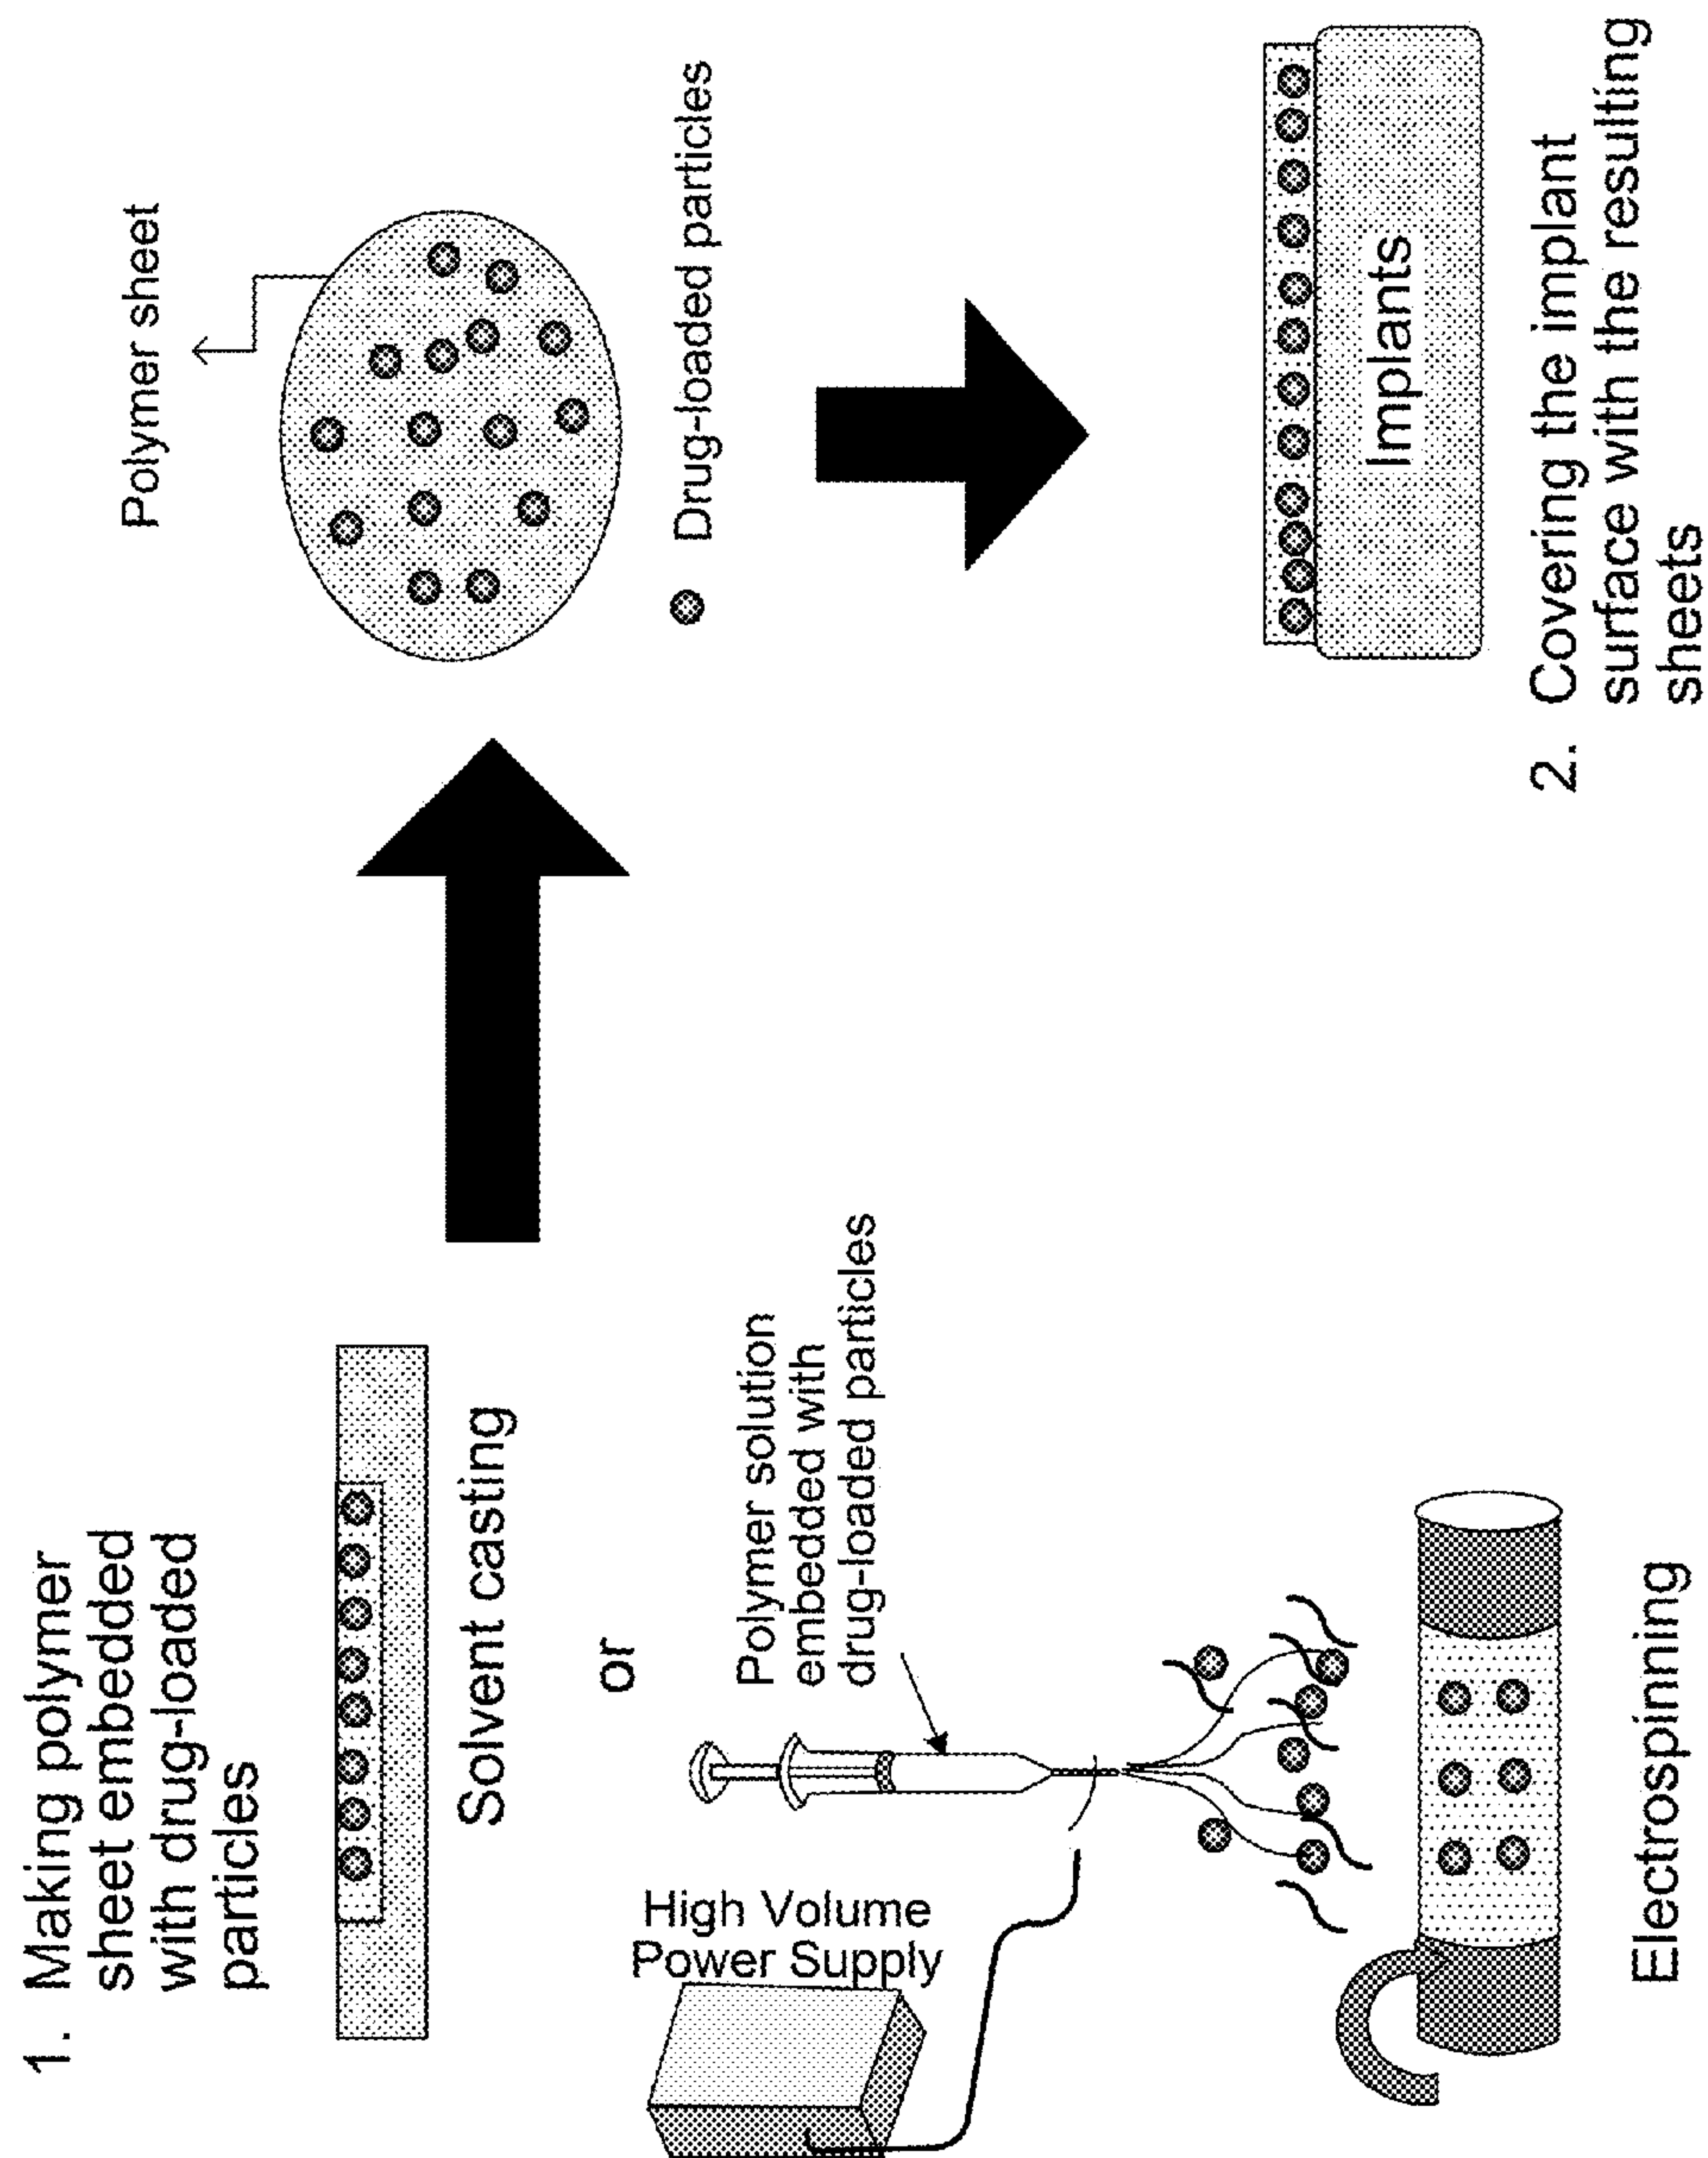 1. Making polymer
sheet embedded
with drug-loaded
particles
Solvent casting
or
High Volume
Power Supply
Polymer solution
embedded with
drug-loaded particles
Electrospinning
Polymer sheet
Drug-loaded particles
Implants
2. Covering the implant
surface with the resulting
sheets